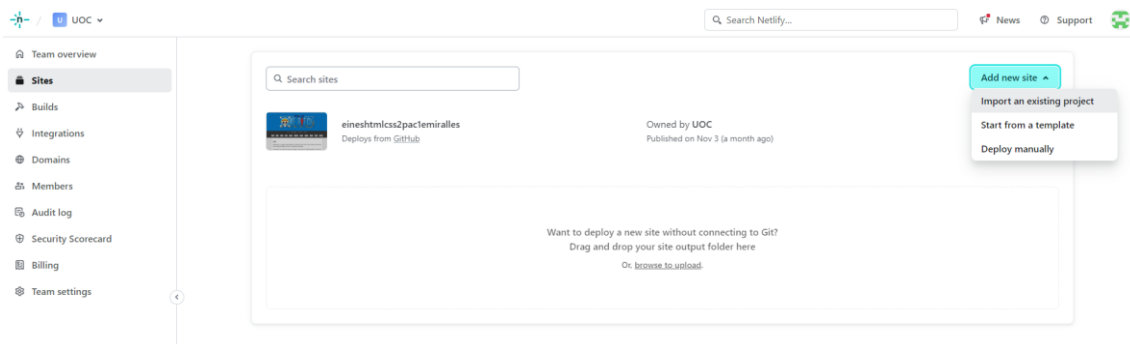 U UOC
Search Netlify...
News
Support
Team overview
Sites
Builds
Integrations
Domains
Members
Audit log
Security Scorecard
Billing
Team settings
Search sites
Add new site
Import an existing project
Start from a template
Deploy manually
eineshtmlcss2pac1emiralles
Deploys from GitHub
Owned by UOC
Published on Nov 3 (a month ago)
Want to deploy a new site without connecting to Git?
Drag and drop your site output folder here
Or, browse to upload.